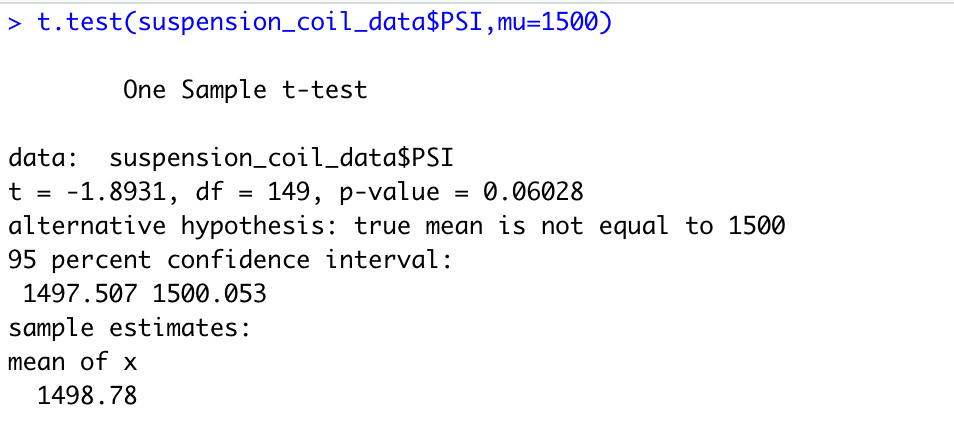 > t.test(suspension_coil_data$PSI,mu=1500)
One Sample t-test
data:  suspension_coil_data$PSI
t = -1.8931, df = 149, p-value = 0.06028
alternative hypothesis: true mean is not equal to 1500
95 percent confidence interval:
1497.507 1500.053
sample estimates:
mean of x
1498.78